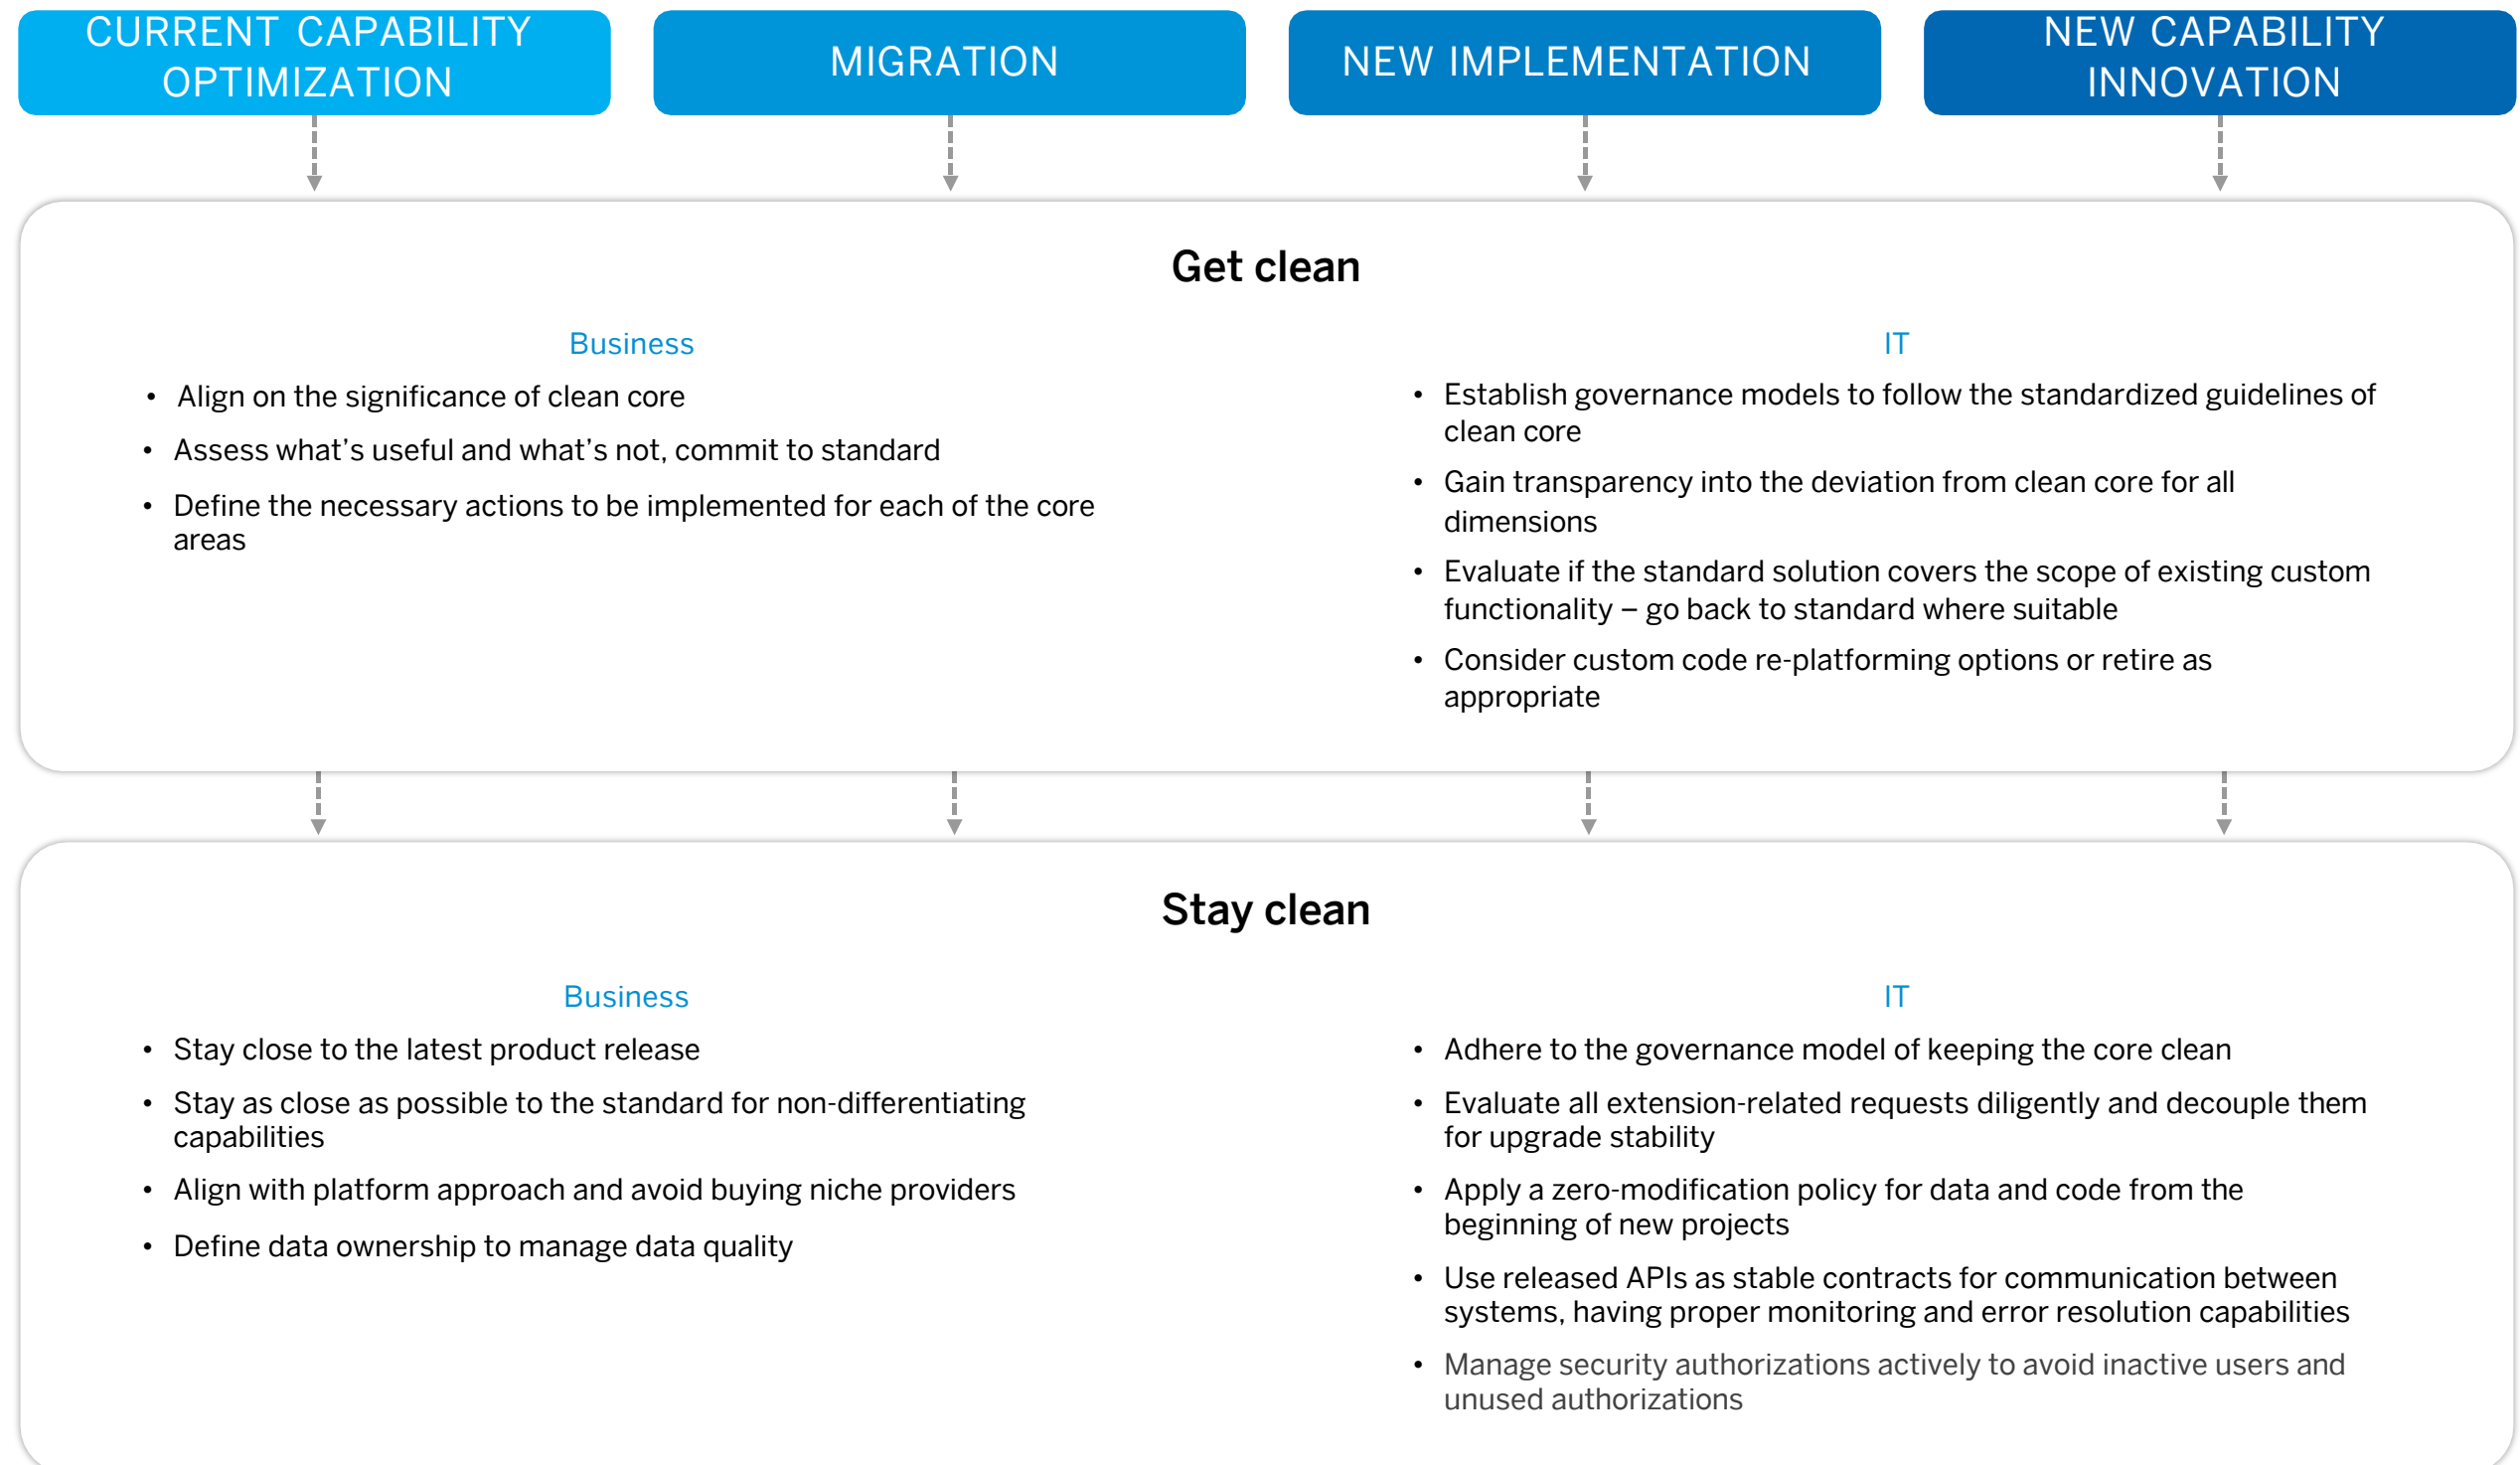 CURRENT CAPABILITY
OPTIMIZATION
MIGRATION
NEW IMPLEMENTATION
NEW CAPABILITY
INNOVATION
Get clean
Business
• Align on the significance of clean core
• Assess what’s useful and what’s not, commit to standard
• Define the necessary actions to be implemented for each of the core
areas
IT
• Establish governance models to follow the standardized guidelines of
clean core
• Gain transparency into the deviation from clean core for all
dimensions
• Evaluate if the standard solution covers the scope of existing custom
functionality – go back to standard where suitable
• Consider custom code re-platforming options or retire as
appropriate
Stay clean
Business
• Stay close to the latest product release
• Stay as close as possible to the standard for non-differentiating
capabilities
• Align with platform approach and avoid buying niche providers
• Define data ownership to manage data quality
IT
• Adhere to the governance model of keeping the core clean
• Evaluate all extension-related requests diligently and decouple them
for upgrade stability
• Apply a zero-modification policy for data and code from the
beginning of new projects
• Use released APIs as stable contracts for communication between
systems, having proper monitoring and error resolution capabilities
• Manage security authorizations actively to avoid inactive users and
unused authorizations